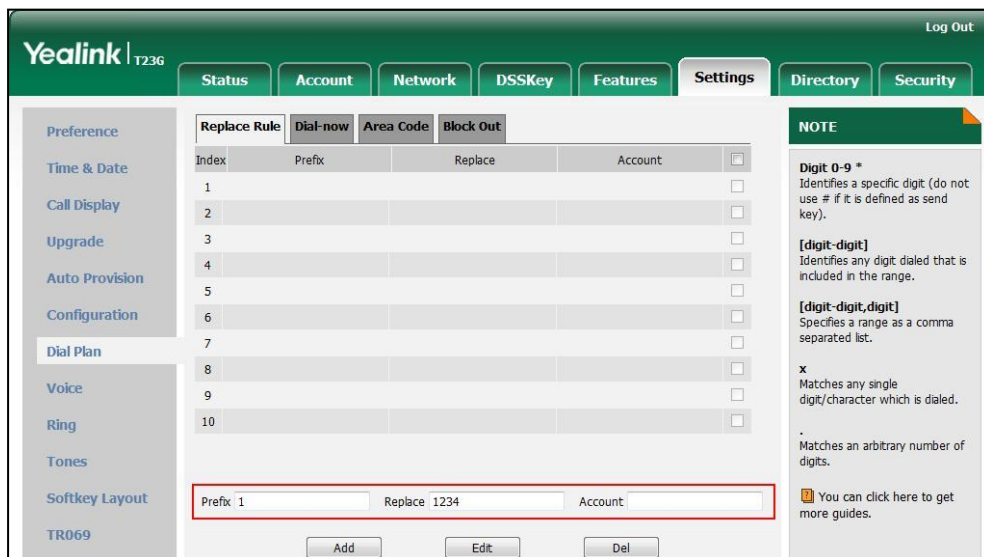 Log Out
Yealink T23G
Status Account Network DSSKey Features Settings Directory Security
Preference
Time & Date
Call Display
Upgrade
Auto Provision
Configuration
Dial Plan
Voice
Ring
Tones
Softkey Layout
TR069
Replace Rule Dial-now Area Code Block Out
Index Prefix Replace Account
1
2
3
4
5
6
7
8
9
10
Prefix 1 Replace 1234 Account
Add Edit Del
NOTE
Digit 0-9 *
Identifies a specific digit (do not
use # if it is defined as send
key).
[digit-digit]
Identifies any digit dialed that is
included in the range.
[digit-digit,digit]
Specifies a range as a comma
separated list.
x
Matches any single
digit/character which is dialed.
.
Matches an arbitrary number of
digits.
You can click here to get
more guides.